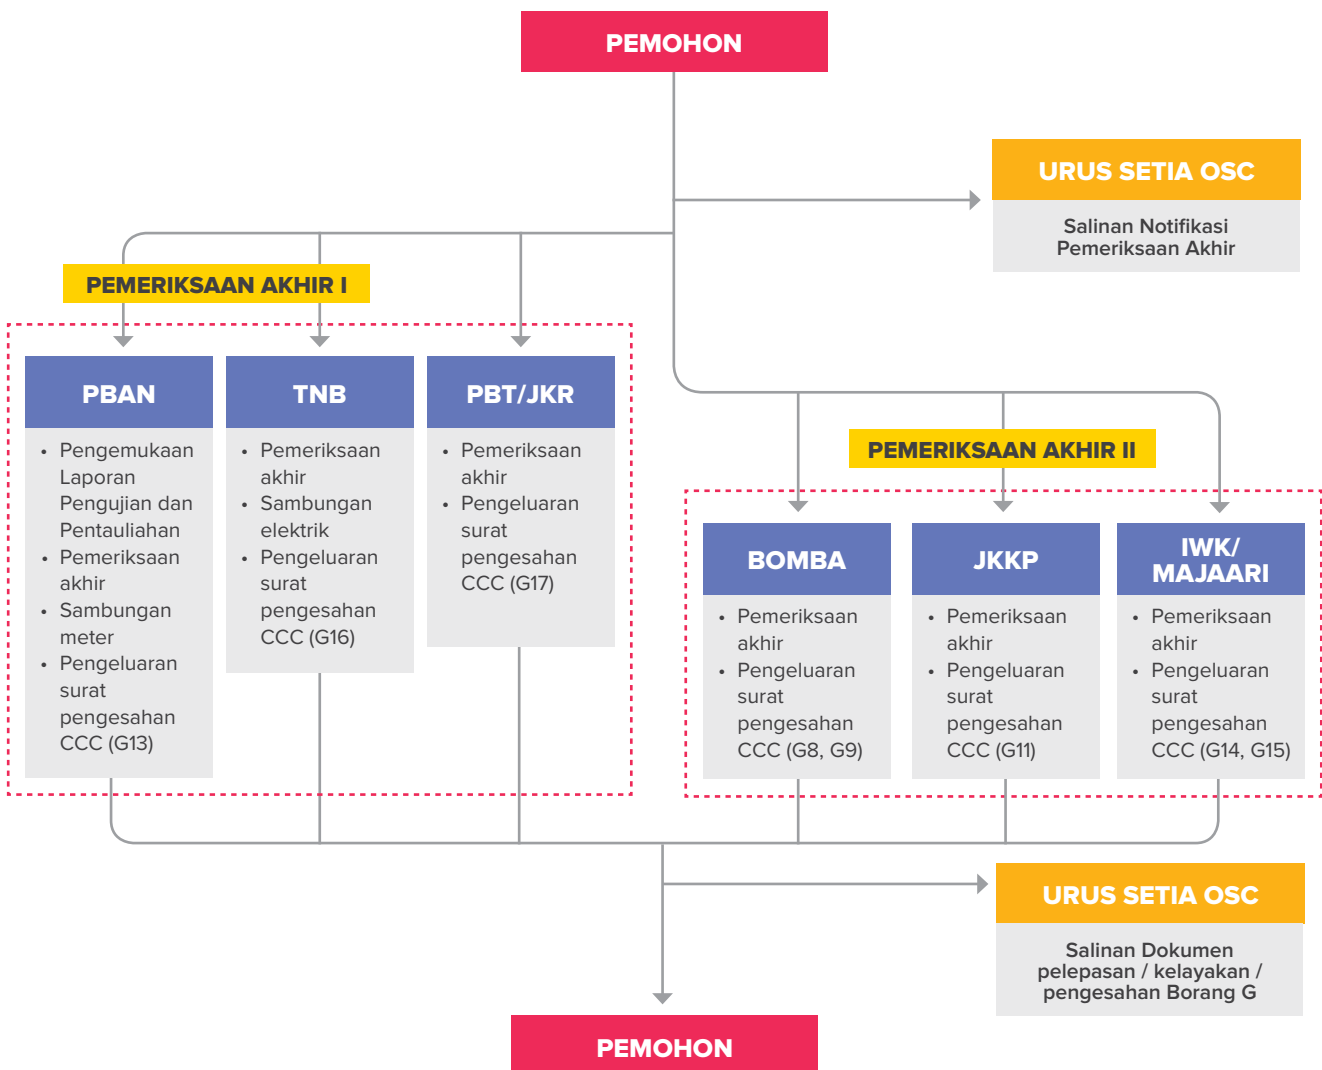 PEMOHON
URUS SETIA OSC
Salinan Notifikasi
Pemeriksaan Akhir
PEMERIKSAAN AKHIR I
PBAN
• Pengemukaan
Laporan
Pengujian dan
Pentauliahan
• Pemeriksaan
akhir
• Sambungan
meter
• Pengeluaran
surat
pengesahan
CCC (G13)
TNB
• Pemeriksaan
akhir
• Sambungan
elektrik
• Pengeluaran
surat
pengesahan
CCC (G16)
PBT/JKR
• Pemeriksaan
akhir
• Pengeluaran
surat
pengesahan
CCC (G17)
PEMERIKSAAN AKHIR II
BOMBA
• Pemeriksaan
akhir
• Pengeluaran
surat
pengesahan
CCC (G8, G9)
JKKP
• Pemeriksaan
akhir
• Pengeluaran
surat
pengesahan
CCC (G11)
IWK/
MAJAARI
• Pemeriksaan
akhir
• Pengeluaran
surat
pengesahan
CCC (G14, G15)
URUS SETIA OSC
Salinan Dokumen
pelepasan / kelayakan /
pengesahan Borang G
PEMOHON